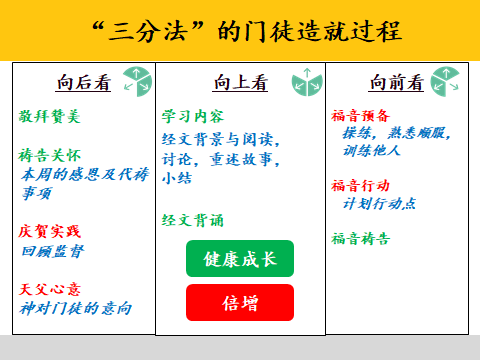 “三分法”的门徒造就过程
向后看
敬拜赞美
祷告关怀
本周的感恩及代祷
事项
庆贺实践
回顾监督
天父心意
神对门徒的意向
向上看
学习内容
经文背景与阅读,
讨论，重述故事,
小结
经文背诵
健康成长
倍增
向前看
福音预备
操练，熟悉顺服,
训练他人
福音行动
计划行动点
福音祷告